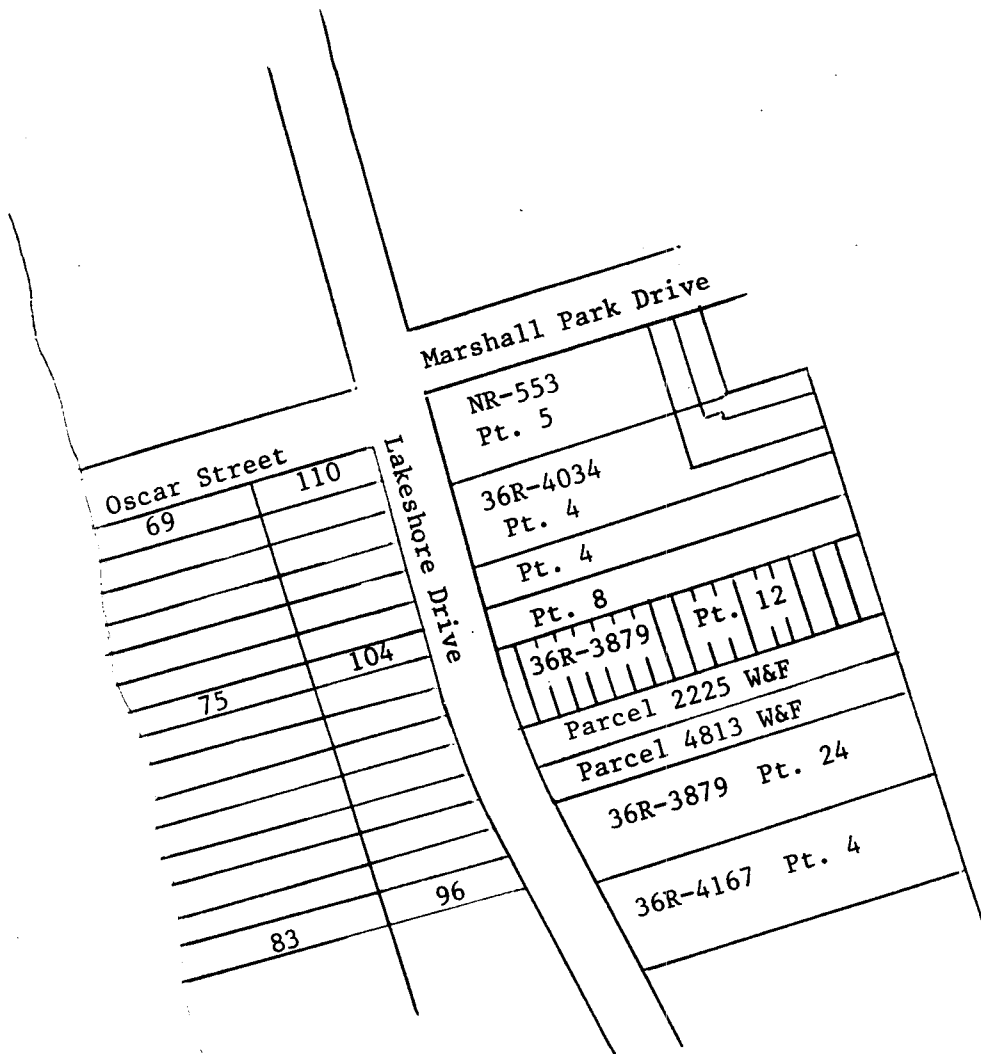 Marshall Park Drive
NR-553
Pt. 5
Oscar Street
110
69
Lakeshore Drive
36R-4034
Pt. 4
Pt. 4
Pt. 8
36R-3879
Pt. 12
104
75
Parcel 2225 W&F
Parcel 4813 W&F
36R-3879 Pt. 24
36R-4167 Pt. 4
96
83